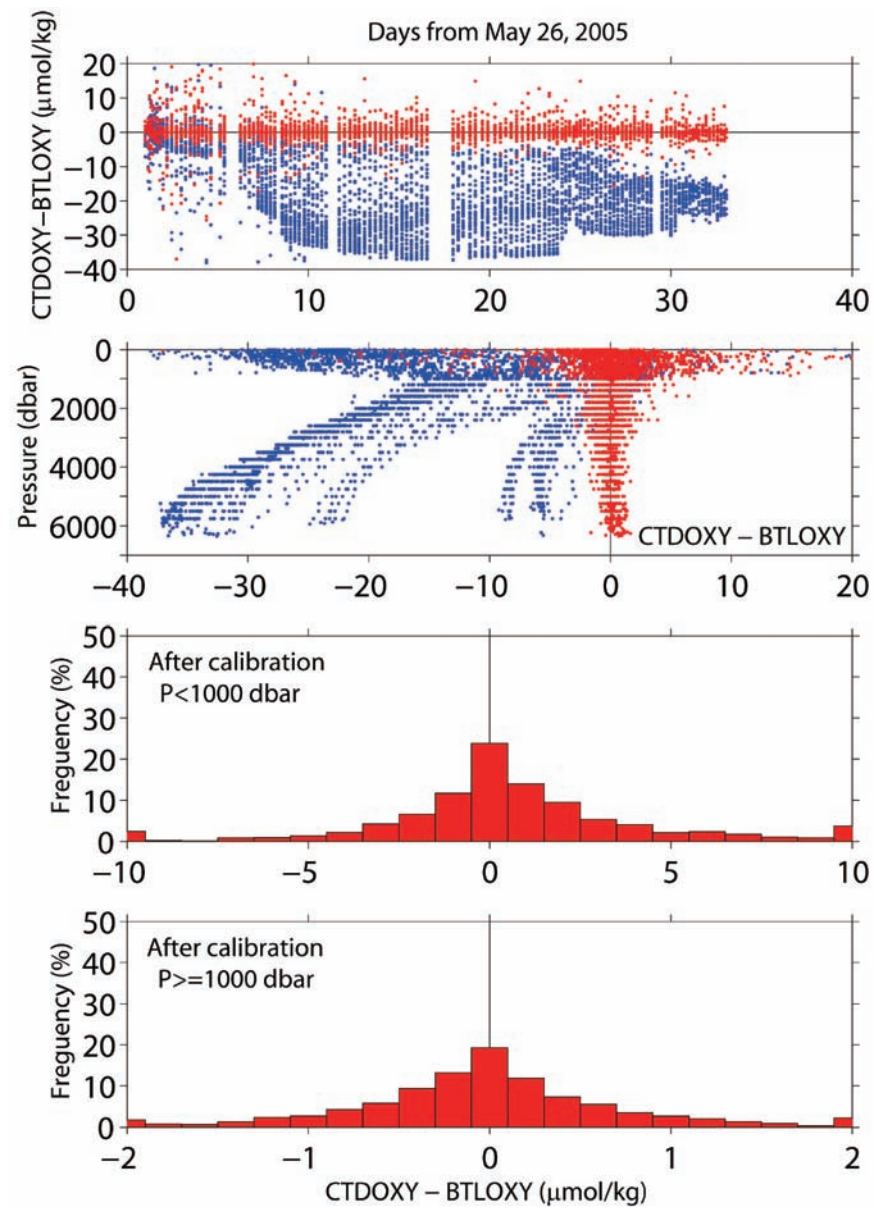 Days from May 26, 2005
CTDOXY−BTLOXY (μmol/kg)
20
10
0
−10
−20
−30
−40
0 10 20 30 40
Pressure (dbar)
0
2000
4000
6000
CTDOXY − BTLOXY
−40 −30 −20 −10 0 10 20
Freguency (%)
50
40
30
20
10
0
After calibration
P<1000 dbar
−10 −5 0 5 10
Freguency (%)
50
40
30
20
10
0
After calibration
P>=1000 dbar
−2 −1 0 1 2
CTDOXY − BTLOXY (μmol/kg)